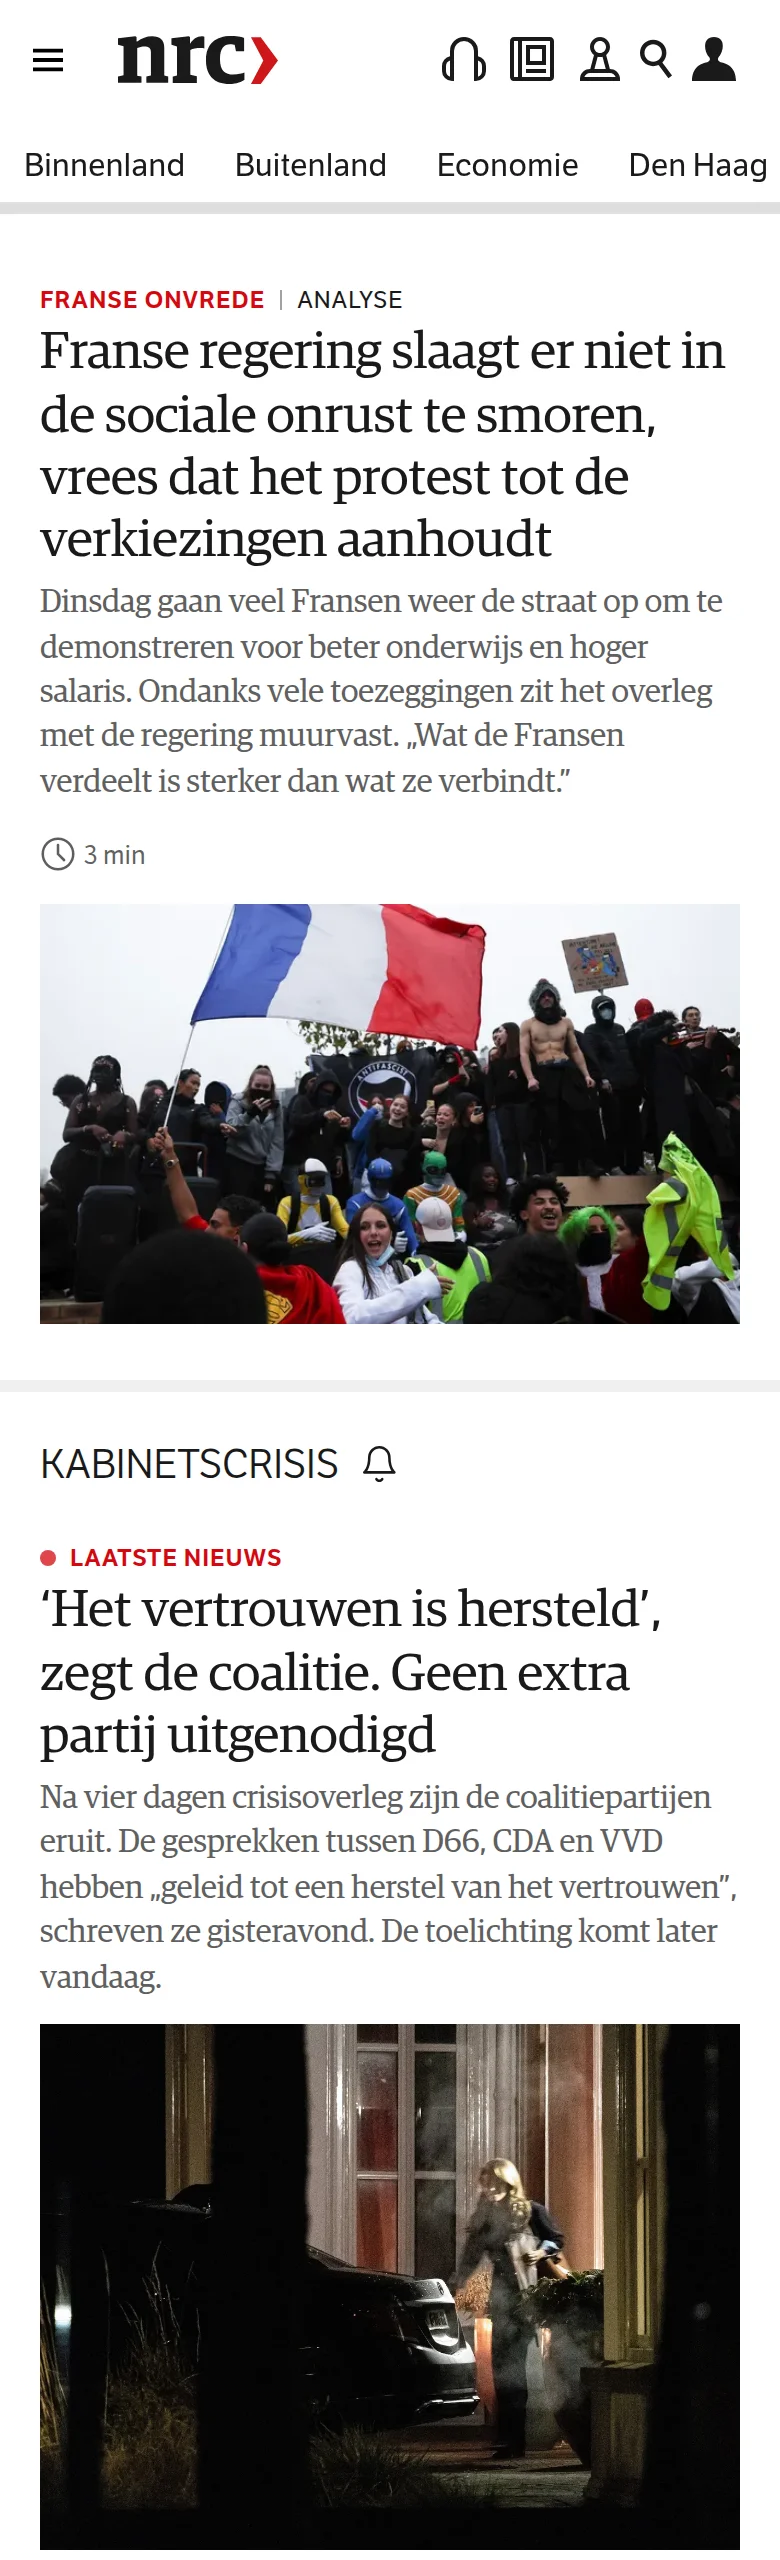 nrc
Binnenland Buitenland Economie Den Haag
FRANSE ONVREDE | ANALYSE
Franse regering slaagt er niet in
de sociale onrust te smoren,
vrees dat het protest tot de
verkiezingen aanhoudt
Dinsdag gaan veel Fransen weer de straat op om te
demonstreren voor beter onderwijs en hoger
salaris. Ondanks vele toezeggingen zit het overleg
met de regering muurvast. „Wat de Fransen
verdeelt is sterker dan wat ze verbindt.”
3 min
ANTIFASCIST
KABINETSCRISIS
LAATSTE NIEUWS
‘Het vertrouwen is hersteld’,
zegt de coalitie. Geen extra
partij uitgenodigd
Na vier dagen crisisoverleg zijn de coalitiepartijen
eruit. De gesprekken tussen D66, CDA en VVD
hebben „geleid tot een herstel van het vertrouwen”,
schreven ze gisteravond. De toelichting komt later
vandaag.